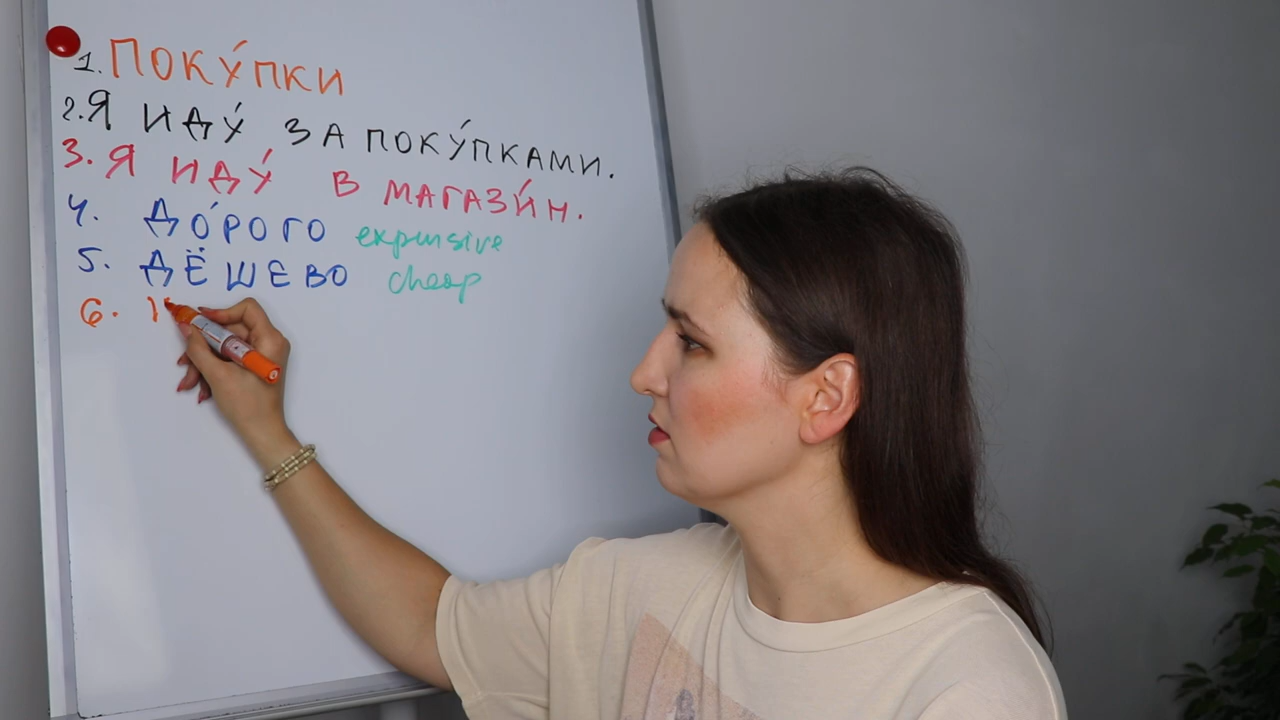 1. ПОКУ́ПКИ
2. Я ИДУ́ ЗА ПОКУ́ПКАМИ.
3. Я ИДУ́ В МАГАЗИ́Н.
4. ДО́РОГО expensive
5. ДЁШЕВО cheap
6.